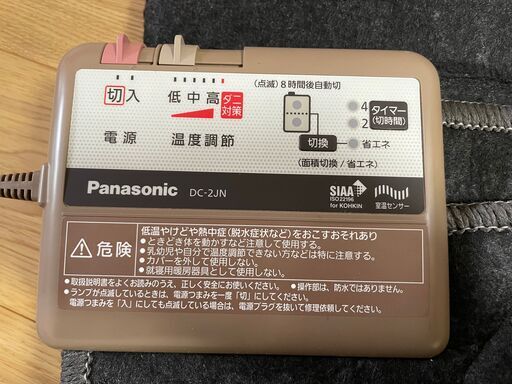 (点滅)8時間後自動切
切 入
低 中 高 ダニ対策
4
2
タイマー
(切時間)
電源
温度調節
切換
省エネ
(面積切換/省エネ)
Panasonic
DC-2JN
SIAA
ISO22196
for KOHKIN
室温センサー
危険
低温やけどや熱中症(脱水症状など)をおこすおそれあり
●ときどき体を動かすなど注意して使用する。
●乳幼児や自分で温度調節できない方などは特に注意する。
●カバーを外して使用しない。
●就寝用暖房器具として使用しない。
●取扱説明書をよくお読みのうえ、正しく安全にお使いください。 ●操作部は、防水ではありません。
●ランプが点滅しているときは、電源つまみを一度「切」にしてください。
電源つまみを「入」にしても点滅している場合は、電源プラグを抜いて修理依頼してください。